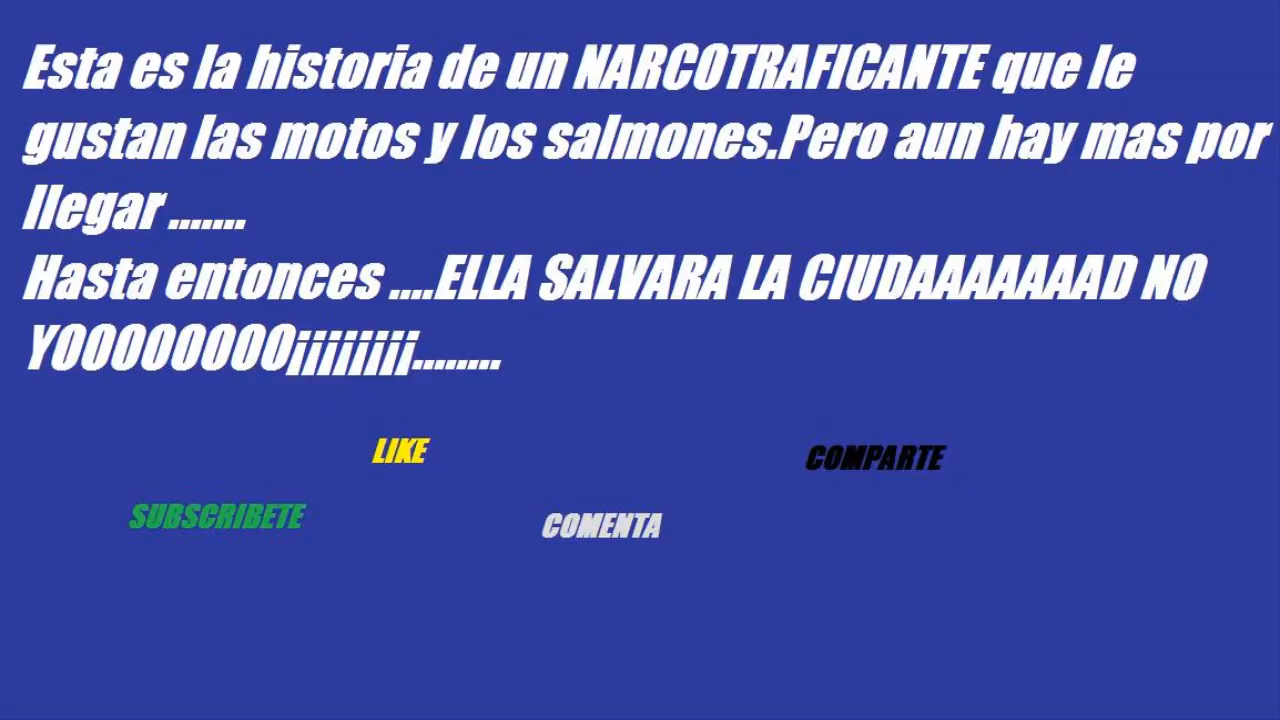 Esta es la historia de un NARCOTRAFICANTE que le
gustan las motos y los salmones.Pero aun hay mas por
llegar .......
Hasta entonces ....ELLA SALVARA LA CIUDAAAAAAAD NO
YOOOOOOOO¡¡¡¡¡¡¡¡........
LIKE
COMPARTE
SUBSCRIBETE
COMENTA